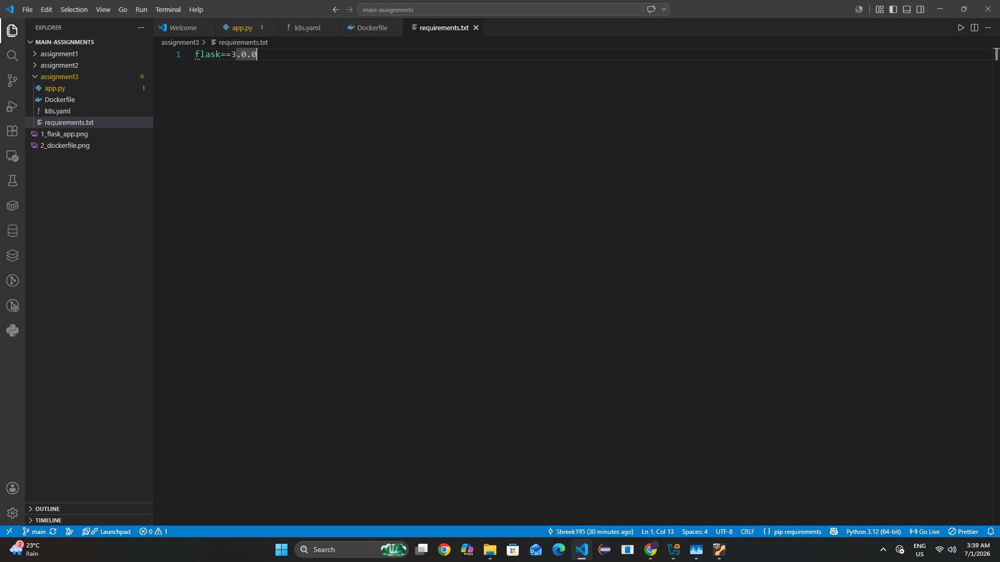 File Edit Selection View Go Run Terminal Help
main-assignments
EXPLORER
MAIN-ASSIGNMENTS
assignment1
assignment2
assignment3
app.py 1
Dockerfile
k8s.yaml
requirements.txt
1_flask_app.png
2_dockerfile.png
OUTLINE
TIMELINE
Welcome
app.py 1
k8s.yaml
Dockerfile
requirements.txt
assignment3 > requirements.txt
1 flask==3.0.0
main Launchpad 0 1
Shreek195 (30 minutes ago) Ln 1, Col 13 Spaces: 4 UTF-8 CRLF { } pip requirements Python 3.12 (64-bit) Go Live Prettier
2
23°C
Rain
Search
M365
x64
ENG
US
3:39 AM
7/1/2026